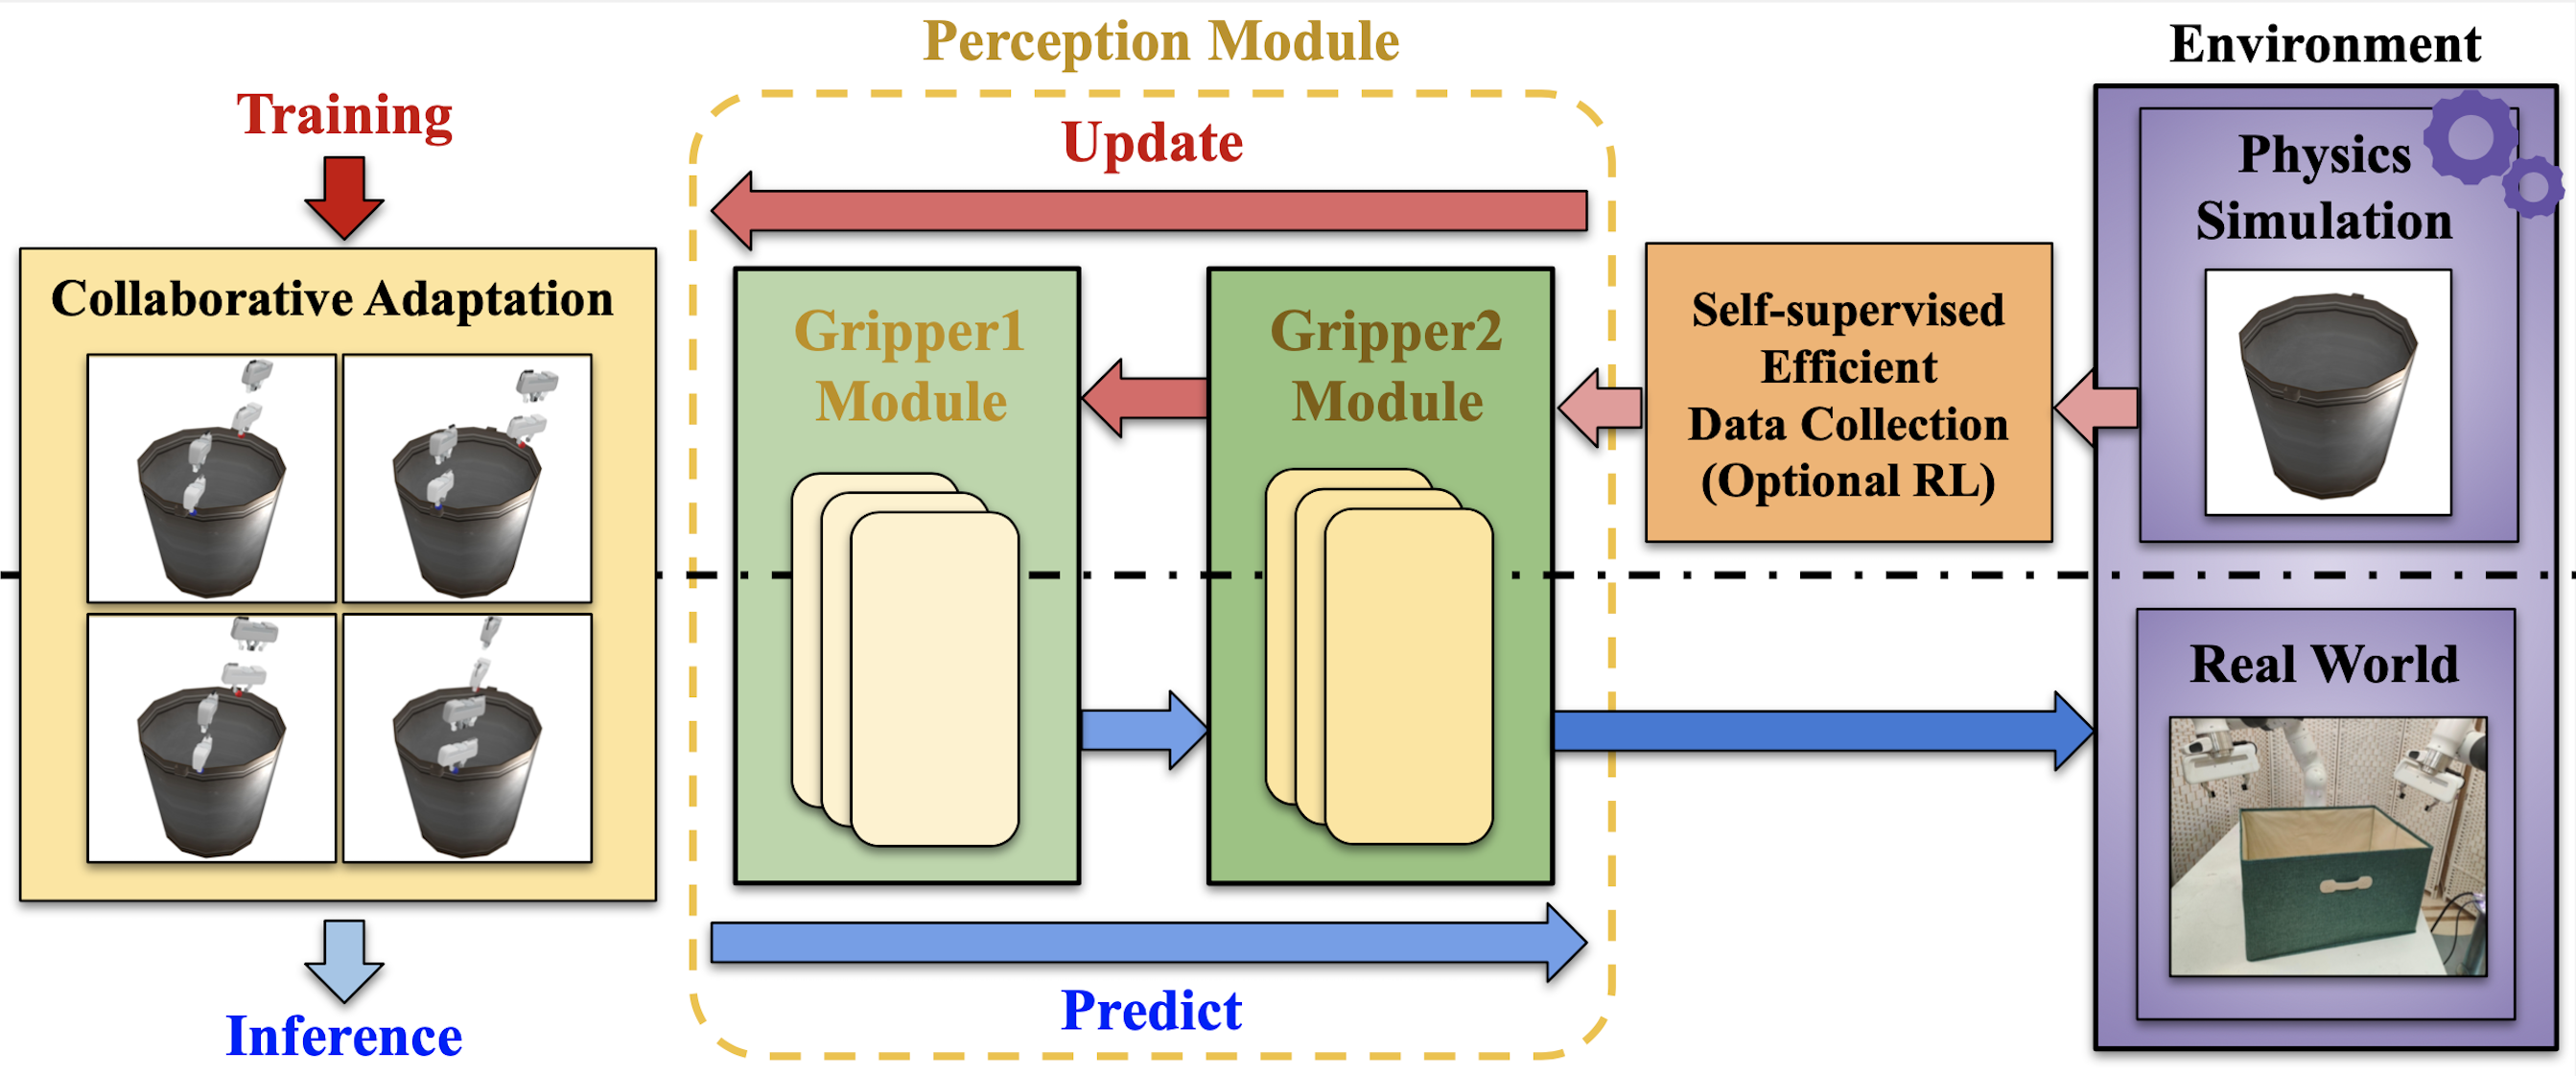 Training
Collaborative Adaptation
Inference
Perception Module
Update
Gripper1
Module
Gripper2
Module
Predict
Self-supervised
Efficient
Data Collection
(Optional RL)
Environment
Physics
Simulation
Real World